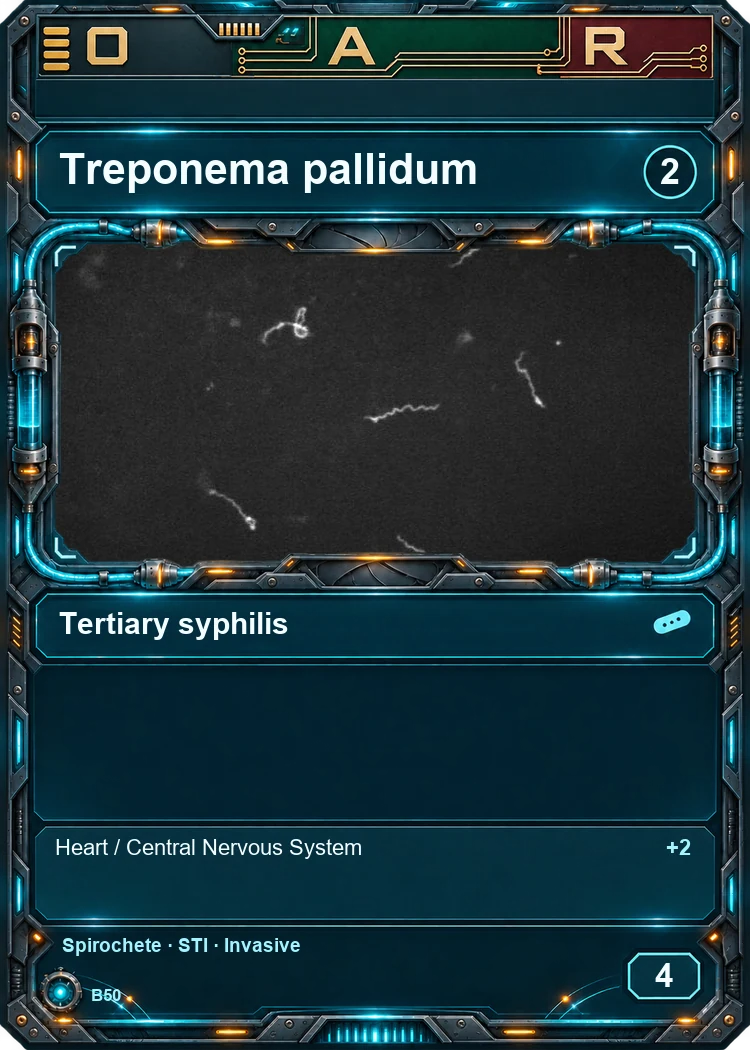 O A R
Treponema pallidum 2
Tertiary syphilis
Heart / Central Nervous System +2
Spirochete · STI · Invasive
B50 4